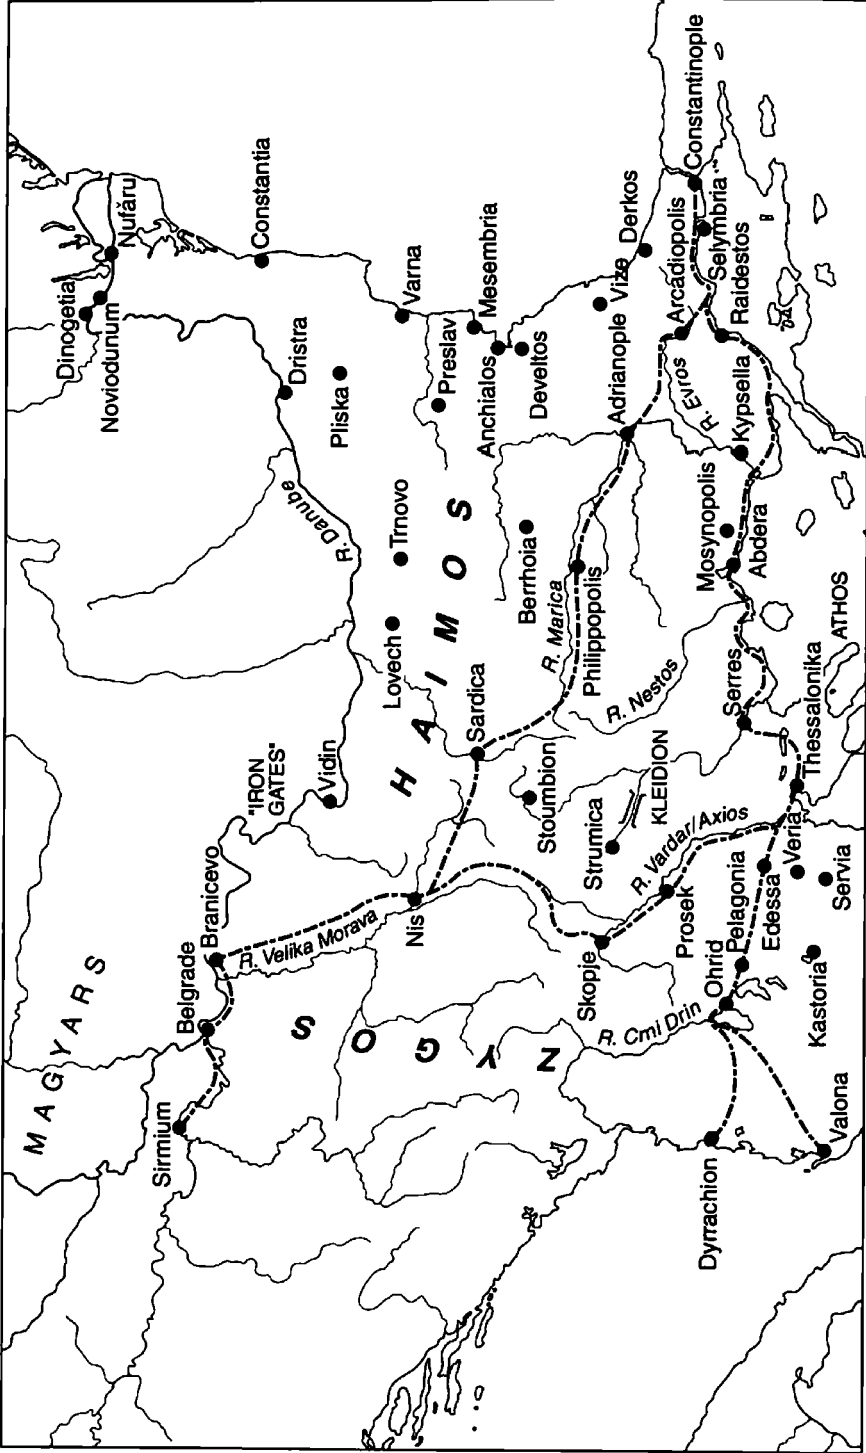 MAGYARS
Sirmium
Belgrade
Branicevo
"IRON
GATES"
Vidin
R. Velika Morava
Nis
ZYGOS
HAIMOS
R. Danube
Dinogetia
Noviodunum
Nufăru
Constantia
Dristra
Pliska
Varna
Preslav
Mesembria
Anchialos
Develtos
Lovech
Trnovo
Sardica
Berrhoia
R. Marica
Philippopolis
Adrianople
Vize
Derkos
Arcadiopolis
Constantinople
Selymbria
Raidestos
R. Evros
Kypsella
Mosynopolis
Abdera
R. Nestos
Serres
ATHOS
Thessalonika
Stoumbion
Strumica
KLEIDION
R. Vardar/Axios
Skopje
Prosek
R. Crni Drin
Ohrid
Pelagonia
Edessa
Veria
Servia
Kastoria
Dyrrachion
Valona